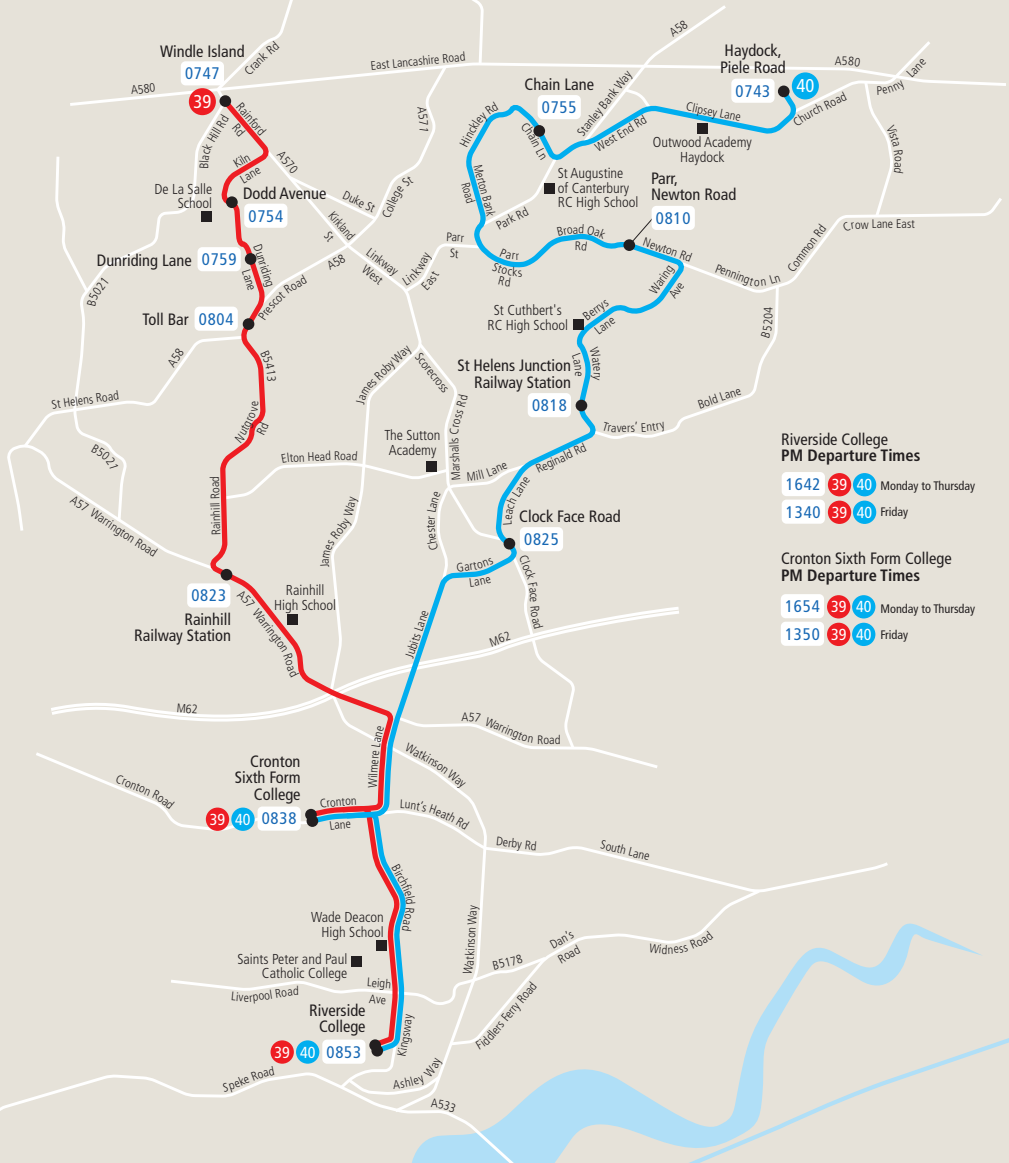 A58
Windle Island
0747
Crank Rd
East Lancashire Road
Haydock,
Piele Road
0743
40
A580
Penny Lane
A580
39
Rainford
Rd
Black Hill Rd
A571
Chain Lane
0755
Stanley Bank Way
Clipsey Lane
Church Road
Hinckley Rd
Chain Ln
West End Rd
Outwood Academy
Haydock
Vista Road
Kiln
Lane
A570
De La Salle
School
Dodd Avenue
0754
Duke St
College St
Merton Bank
Road
St Augustine
of Canterbury
RC High School
Parr,
Newton Road
0810
Park Rd
Kirkland
St
Crow Lane East
Dunriding Lane
0759
Dunriding
Lane
A58
Linkway
West
Linkway
East
Parr
St
Parr
Stocks
Rd
Broad Oak
Rd
Newton Rd
Pennington Ln
Common Rd
Waring
Ave
B5021
Prescot Road
Toll Bar
0804
St Cuthbert's
RC High School
Berrys
Lane
B5204
A58
B5413
James Roby Way
Scorecross
St Helens Junction
Railway Station
0818
Watery
Lane
St Helens Road
Nutgrove
Rd
Marshalls Cross Rd
Bold Lane
Travers' Entry
B5027
Elton Head Road
The Sutton
Academy
Mill Lane
Reginald Rd
Riverside College
PM Departure Times
1642 39 40 Monday to Thursday
1340 39 40 Friday
A57 Warrington Road
Rainhill Road
James Roby Way
Chester Lane
Leach Lane
Clock Face Road
0825
Gartons
Lane
Clock Face Road
Cronton Sixth Form College
PM Departure Times
1654 39 40 Monday to Thursday
1350 39 40 Friday
0823
Rainhill
Railway Station
A57 Warrington Road
Rainhill
High School
Jubits Lane
M62
M62
A57 Warrington Road
Wilmere Lane
Watkinson Way
Cronton
Sixth Form
College
39 40 0838
Cronton Road
Cronton
Lane
Lunt's Heath Rd
Derby Rd
South Lane
Birchfield Road
Wade Deacon
High School
Watkinson Way
Saints Peter and Paul
Catholic College
B5178
Dan's
Road
Widness Road
Liverpool Road
Leigh
Ave
Riverside
College
39 40 0853
Kingsway
Fiddlers Ferry Road
Speke Road
Ashley Way
A533